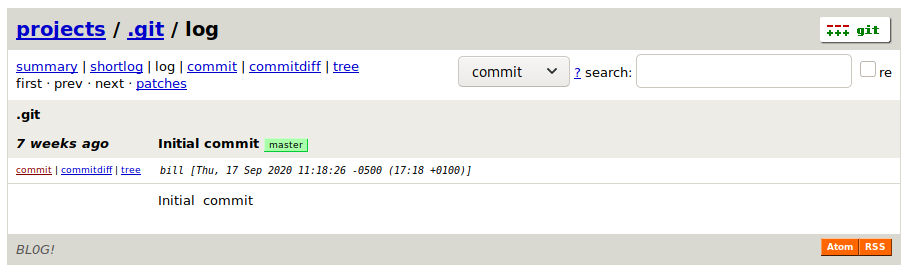 projects / .git / log
--- +++ git
summary | shortlog | log | commit | commitdiff | tree
first · prev · next · patches
commit ? search: re
.git
7 weeks ago Initial commit master
commit | commitdiff | tree bill [Thu, 17 Sep 2020 11:18:26 -0500 (17:18 +0100)]
Initial commit
BLOG! Atom RSS